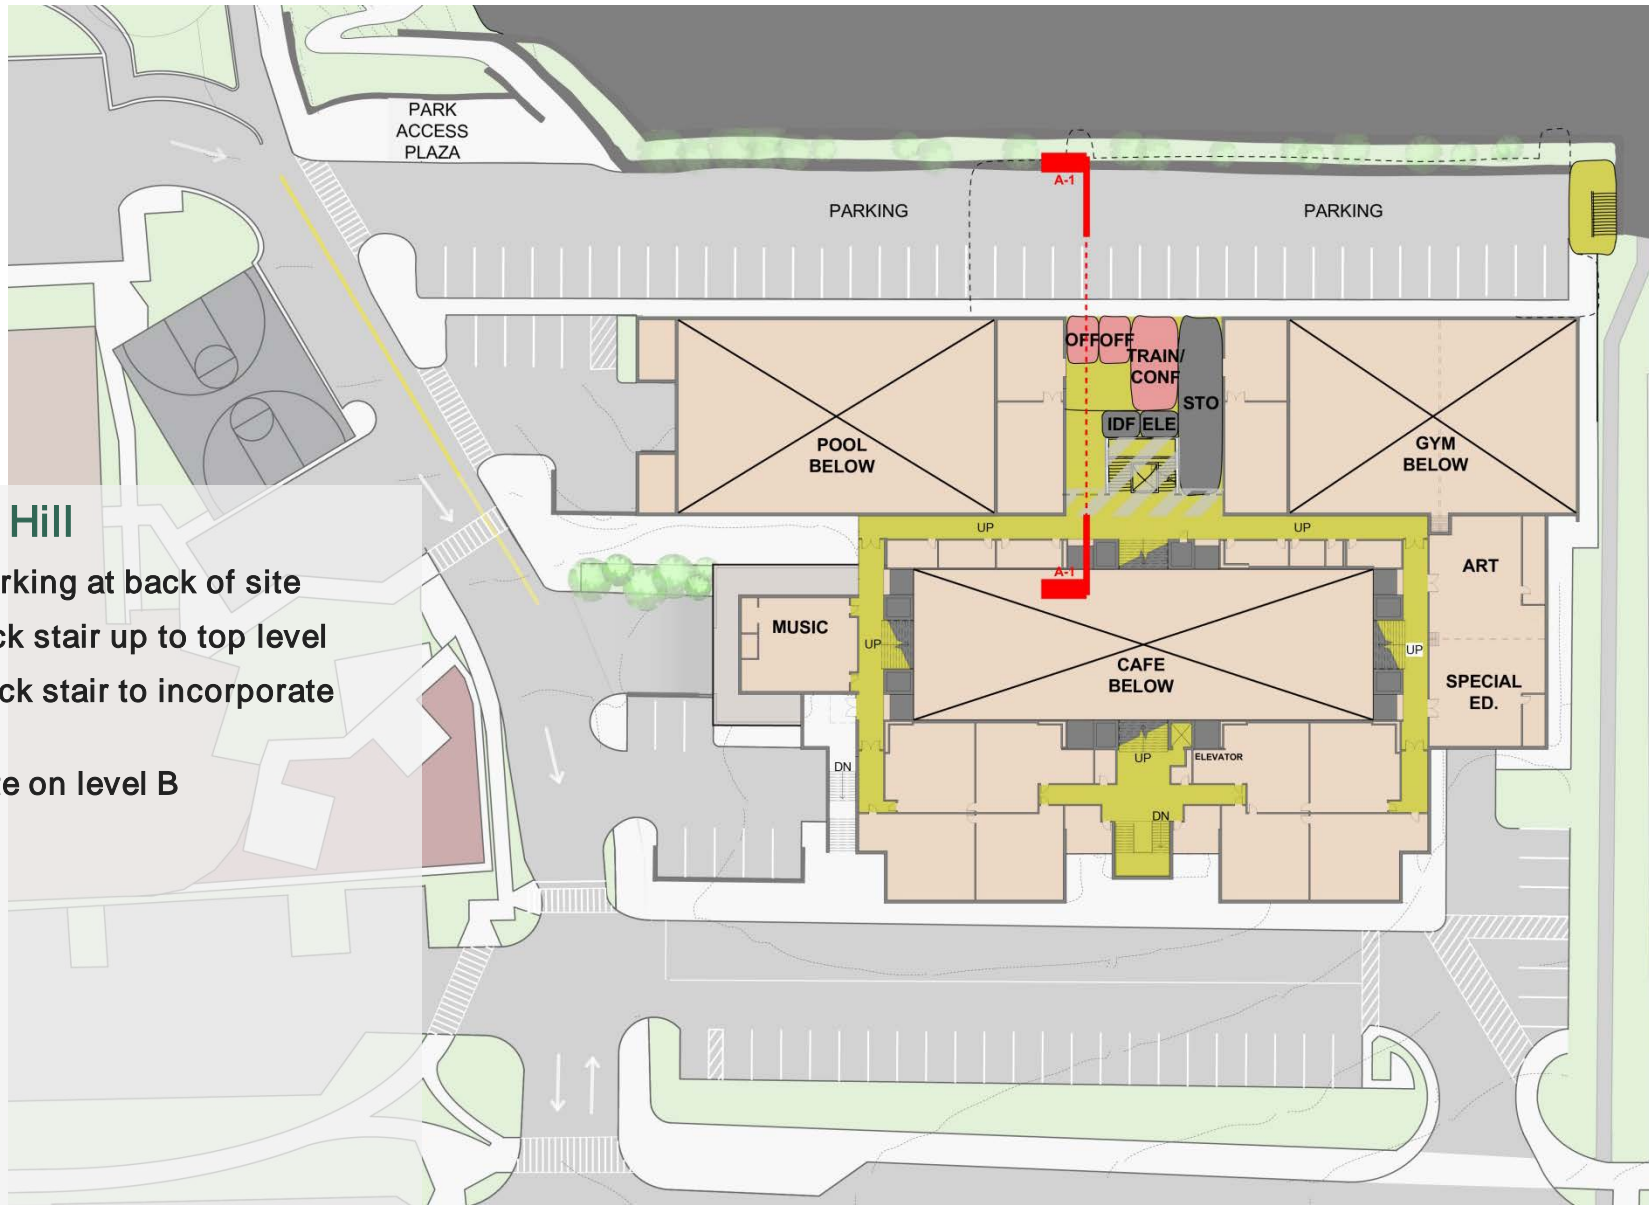 PARK
ACCESS
PLAZA
A-1
PARKING
PARKING
OFF
OFF
TRAIN/
CONF
STO
IDF
ELE
POOL
BELOW
GYM
BELOW
UP
UP
Hill
rking at back of site
ck stair up to top level
ck stair to incorporate
te on level B
A-1
ART
MUSIC
UP
UP
CAFE
BELOW
SPECIAL
ED.
UP
ELEVATOR
DN
DN